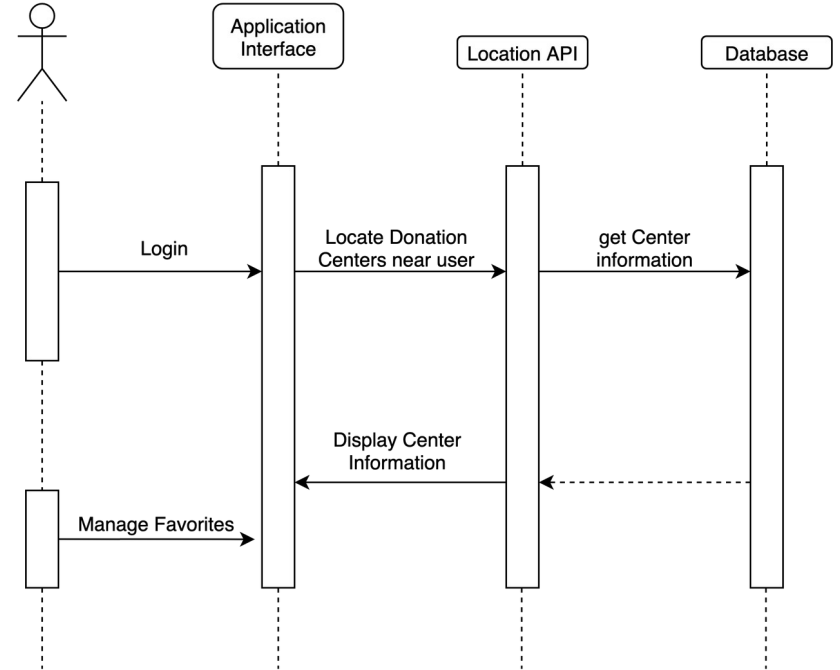 Application
Interface
Location API
Database
Login
Locate Donation
Centers near user
get Center
information
Display Center
Information
Manage Favorites